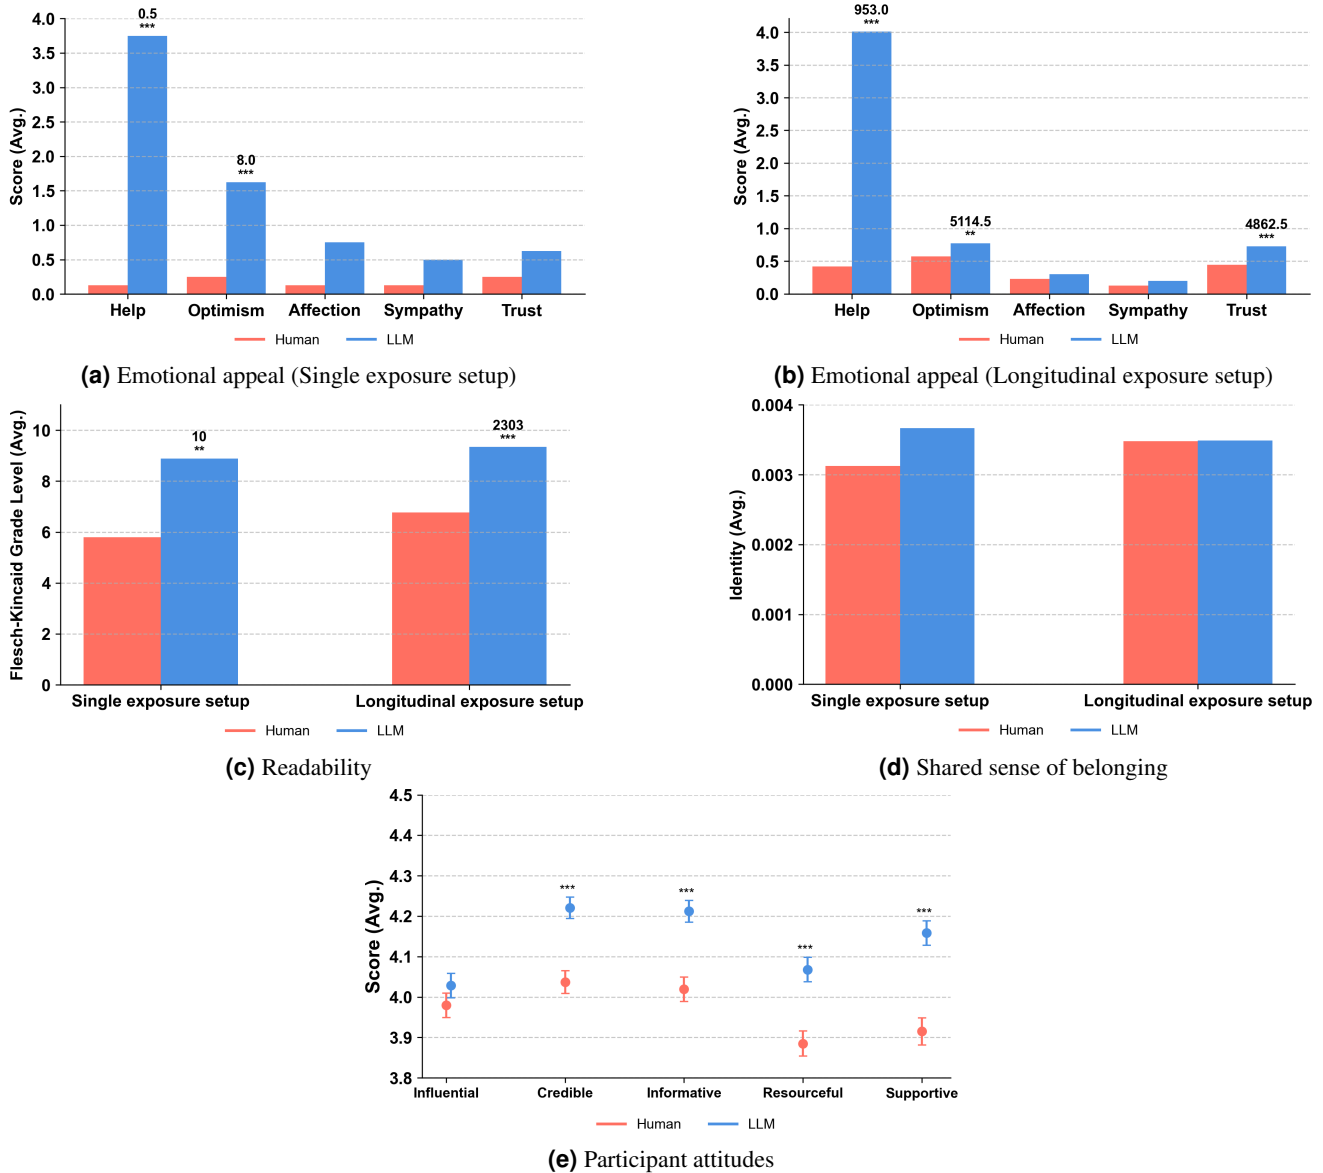 4.0
3.5
3.0
2.5
2.0
1.5
1.0
0.5
0.0
Score (Avg.)
0.5
***
8.0
***
Help Optimism Affection Sympathy Trust
Human LLM
(a) Emotional appeal (Single exposure setup)
4.0
3.5
3.0
2.5
2.0
1.5
1.0
0.5
0.0
Score (Avg.)
953.0
***
5114.5
**
4862.5
***
Help Optimism Affection Sympathy Trust
Human LLM
(b) Emotional appeal (Longitudinal exposure setup)
10
8
6
4
2
0
Flesch-Kincaid Grade Level (Avg.)
10
**
2303
***
Single exposure setup Longitudinal exposure setup
Human LLM
(c) Readability
0.004
0.003
0.002
0.001
0.000
Identity (Avg.)
Single exposure setup Longitudinal exposure setup
Human LLM
(d) Shared sense of belonging
4.5
4.4
4.3
4.2
4.1
4.0
3.9
3.8
Score (Avg.)
***
***
***
***
Influential Credible Informative Resourceful Supportive
Human LLM
(e) Participant attitudes